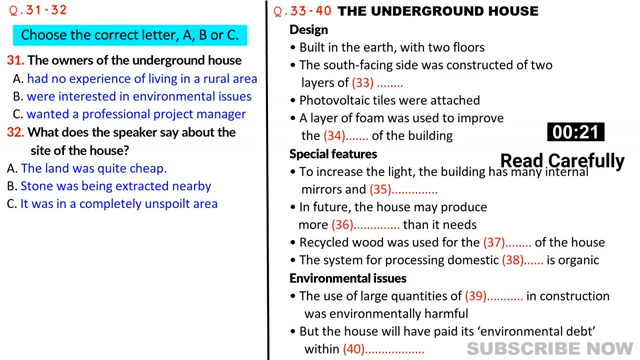 Q.31-32
Choose the correct letter, A, B or C.
31. The owners of the underground house
A. had no experience of living in a rural area
B. were interested in environmental issues
C. wanted a professional project manager
32. What does the speaker say about the
site of the house?
A. The land was quite cheap.
B. Stone was being extracted nearby
C. It was in a completely unspoilt area
Q.33-40 THE UNDERGROUND HOUSE
Design
• Built in the earth, with two floors
• The south-facing side was constructed of two
layers of (33) ........
• Photovoltaic tiles were attached
• A layer of foam was used to improve
the (34)....... of the building
00:21
Read Carefully
Special features
• To increase the light, the building has many internal
mirrors and (35)..............
• In future, the house may produce
more (36).............. than it needs
• Recycled wood was used for the (37)........ of the house
• The system for processing domestic (38)...... is organic
Environmental issues
• The use of large quantities of (39)........... in construction
was environmentally harmful
• But the house will have paid its ‘environmental debt’
within (40)..................
SUBSCRIBE NOW